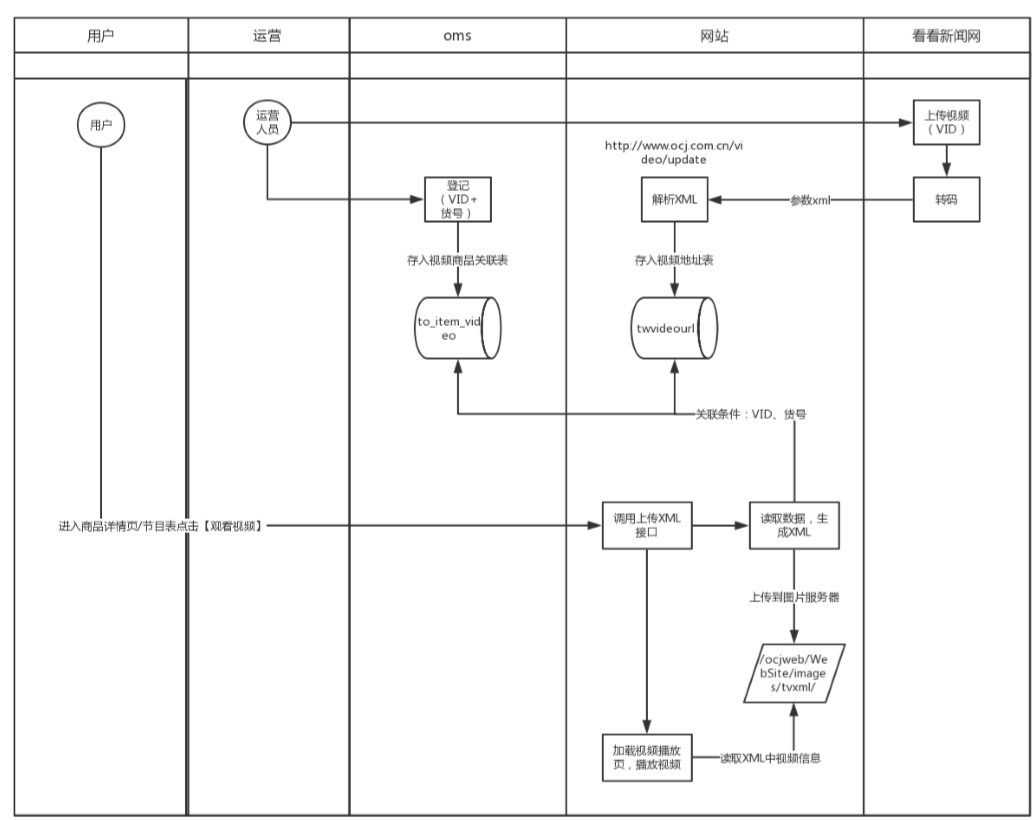 用户
运营
oms
网站
看看新闻网
用户
运营
人员
上传视频
（VID）
http://www.ocj.com.cn/vi
deo/update
登记
（VID+
货号）
解析XML
参数xml
转码
存入视频商品关联表
存入视频地址表
to_item_vid
eo
twvideourl
关联条件：VID、货号
进入商品详情页/节目表点击【观看视频】
调用上传XML
接口
读取数据，生
成XML
上传到图片服务器
/ocjweb/We
bSite/image
s/tvxml/
加载视频播放
页，播放视频
读取XML中视频信息